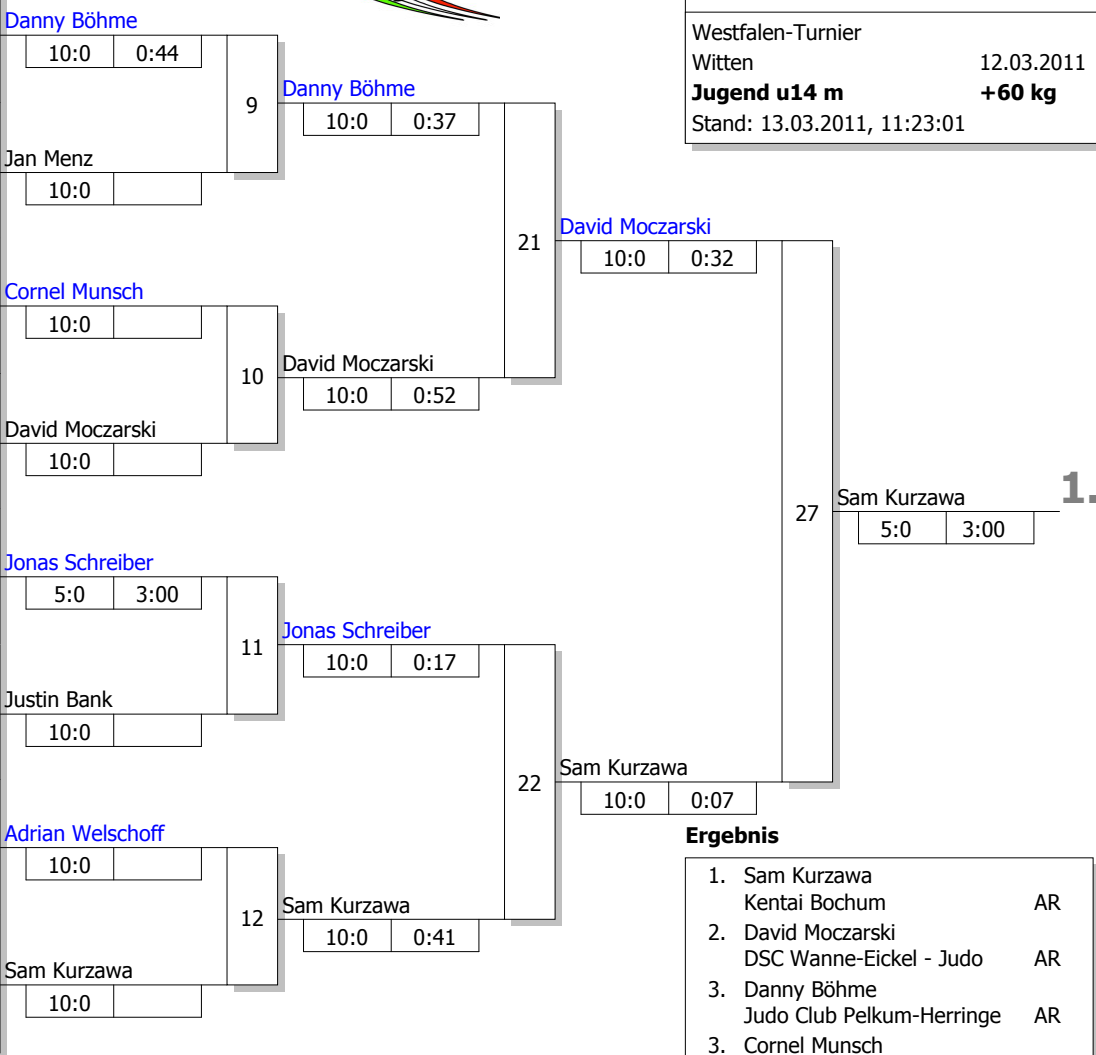 Westfalen-Turnier
Witten 12.03.2011
Jugend u14 m +60 kg
Stand: 13.03.2011, 11:23:01
Danny Böhme
10:0 0:44
9
Jan Menz
10:0
Danny Böhme
10:0 0:37
Cornel Munsch
10:0
10
David Moczarski
10:0
David Moczarski
10:0 0:52
21
David Moczarski
10:0 0:32
Jonas Schreiber
5:0 3:00
11
Justin Bank
10:0
Jonas Schreiber
10:0 0:17
Adrian Welschoff
10:0
12
Sam Kurzawa
10:0
Sam Kurzawa
10:0 0:41
22
Sam Kurzawa
10:0 0:07
27
Sam Kurzawa 1.
5:0 3:00
Ergebnis
1. Sam Kurzawa
Kentai Bochum AR
2. David Moczarski
DSC Wanne-Eickel - Judo AR
3. Danny Böhme
Judo Club Pelkum-Herringe AR
3. Cornel Munsch